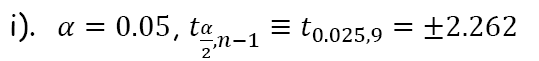 i). α = 0.05, t_{α/2,n−1} ≡ t_{0.025,9} = ±2.262